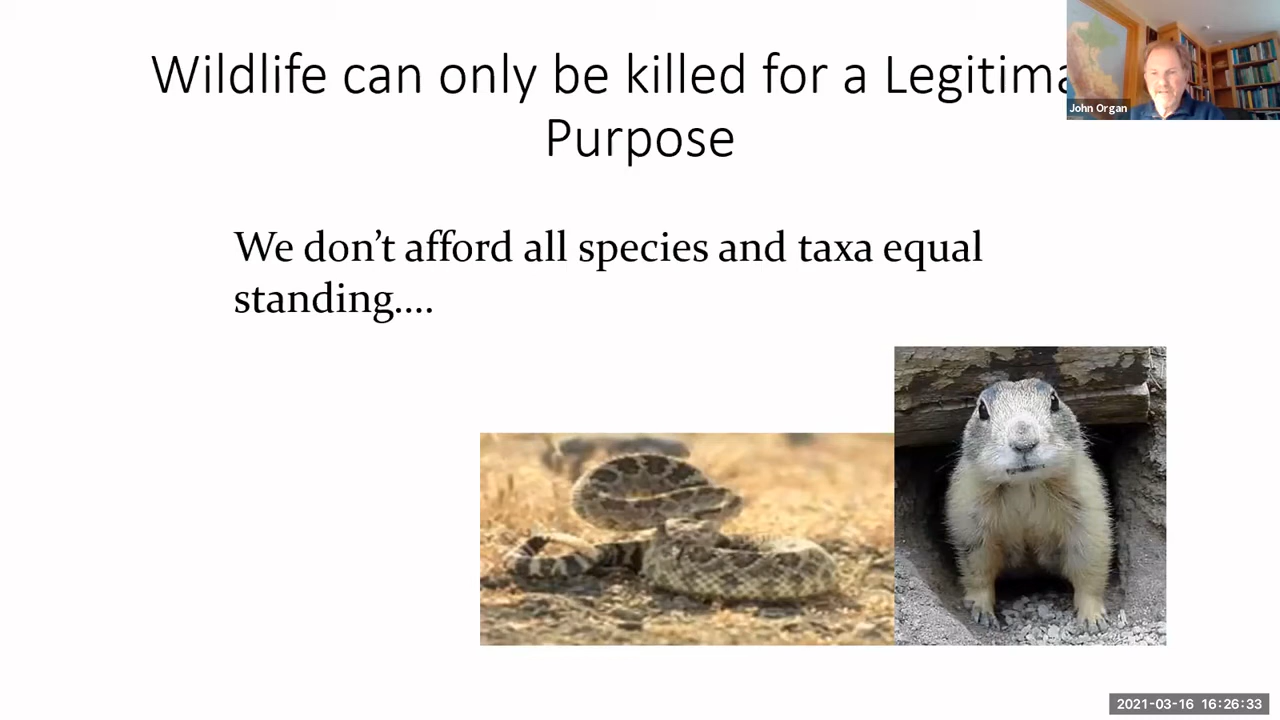 Wildlife can only be killed for a Legitima
Purpose
John Organ
We don't afford all species and taxa equal
standing....
2021-03-16 16:26:33